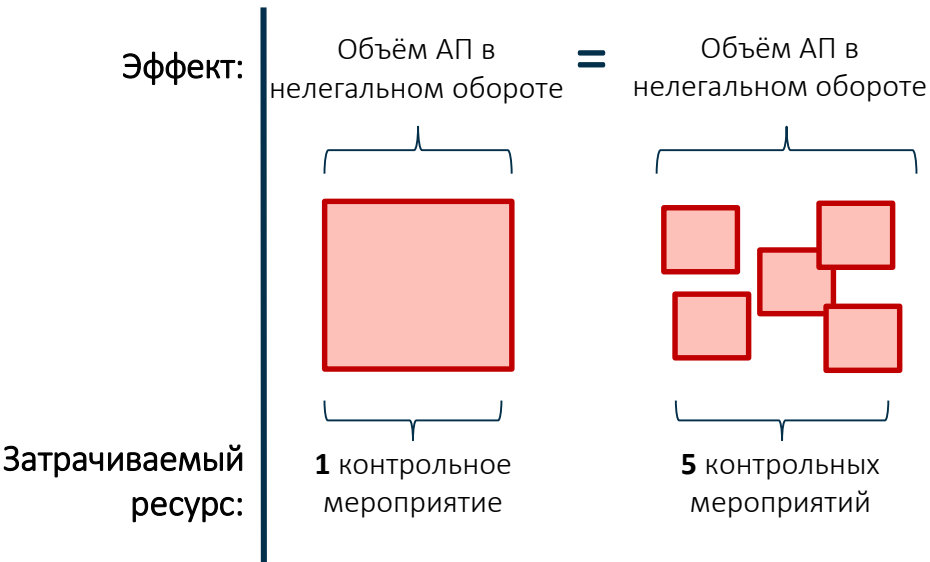 Эффект:
Объём АП в
нелегальном обороте
=
Объём АП в
нелегальном обороте
Затрачиваемый
ресурс:
1 контрольное
мероприятие
5 контрольных
мероприятий